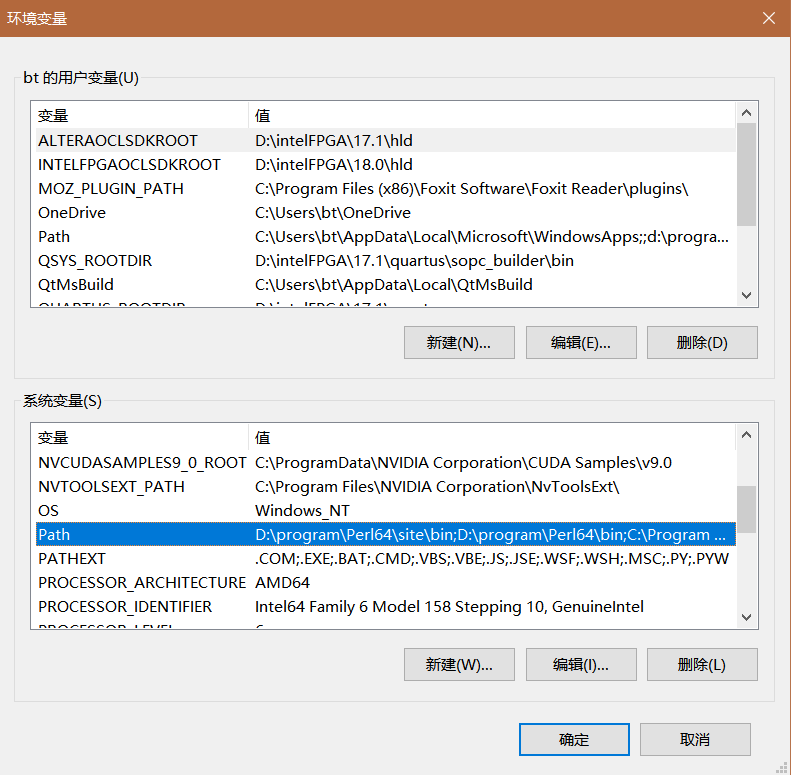 环境变量
bt 的用户变量(U)
变量 值
ALTERAOCLSDKROOT D:\intelFPGA\17.1\hld
INTELFPGAOCLSDKROOT D:\intelFPGA\18.0\hld
MOZ_PLUGIN_PATH C:\Program Files (x86)\Foxit Software\Foxit Reader\plugins\
OneDrive C:\Users\bt\OneDrive
Path C:\Users\bt\AppData\Local\Microsoft\WindowsApps;;d:\progra...
QSYS_ROOTDIR D:\intelFPGA\17.1\quartus\sopc_builder\bin
QtMsBuild C:\Users\bt\AppData\Local\QtMsBuild
新建(N)... 编辑(E)... 删除(D)
系统变量(S)
变量 值
NVCUDASAMPLES9_0_ROOT C:\ProgramData\NVIDIA Corporation\CUDA Samples\v9.0
NVTOOLSEXT_PATH C:\Program Files\NVIDIA Corporation\NvToolsExt\
OS Windows_NT
Path D:\program\Perl64\site\bin;D:\program\Perl64\bin;C:\Program ...
PATHEXT .COM;.EXE;.BAT;.CMD;.VBS;.VBE;.JS;.JSE;.WSF;.WSH;.MSC;.PY;.PYW
PROCESSOR_ARCHITECTURE AMD64
PROCESSOR_IDENTIFIER Intel64 Family 6 Model 158 Stepping 10, GenuineIntel
新建(W)... 编辑(I)... 删除(L)
确定 取消